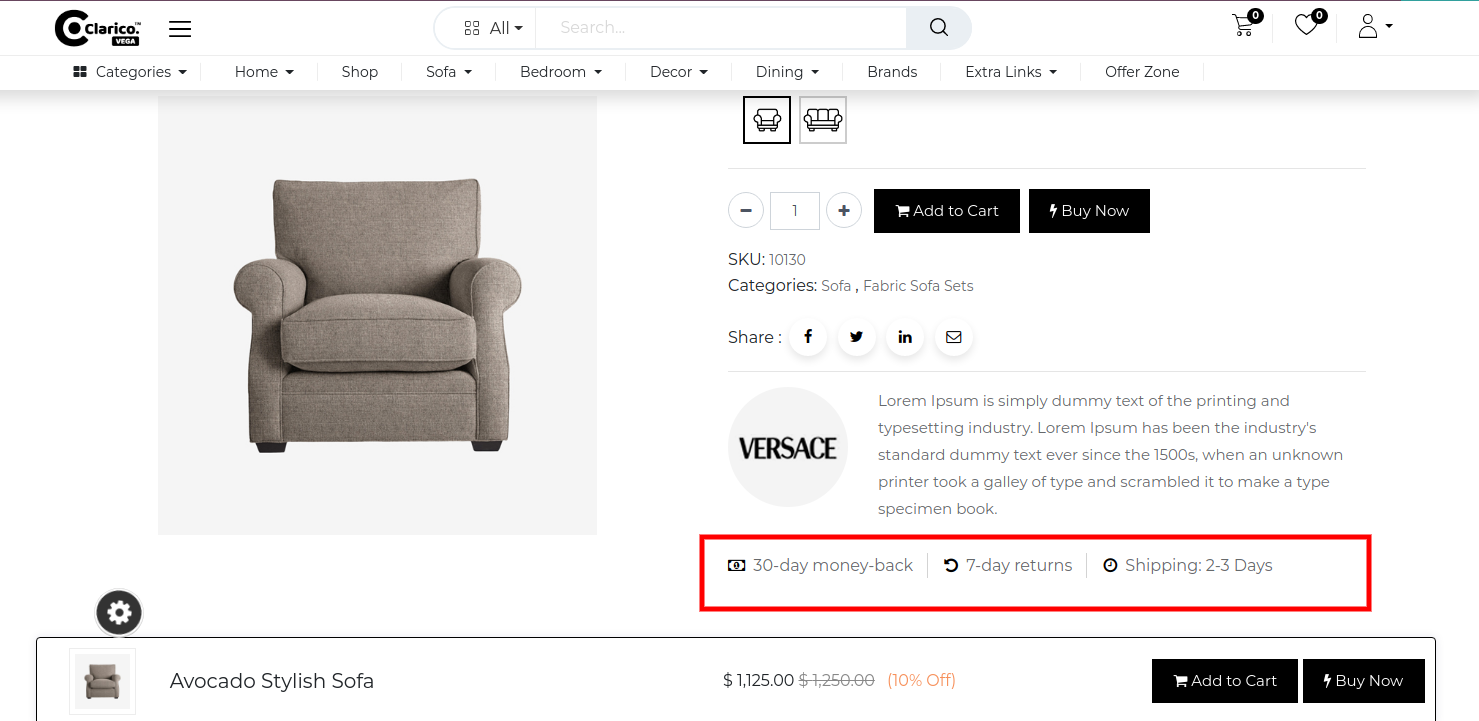 Clarico.™
VEGA
All
Search...
0
0
Categories Home Shop Sofa Bedroom Decor Dining Brands Extra Links Offer Zone
1
Add to Cart
Buy Now
SKU: 10130
Categories: Sofa , Fabric Sofa Sets
Share :
VERSACE
Lorem Ipsum is simply dummy text of the printing and
typesetting industry. Lorem Ipsum has been the industry's
standard dummy text ever since the 1500s, when an unknown
printer took a galley of type and scrambled it to make a type
specimen book.
30-day money-back 7-day returns Shipping: 2-3 Days
Avocado Stylish Sofa
$ 1,125.00 $ 1,250.00 (10% Off)
Add to Cart
Buy Now